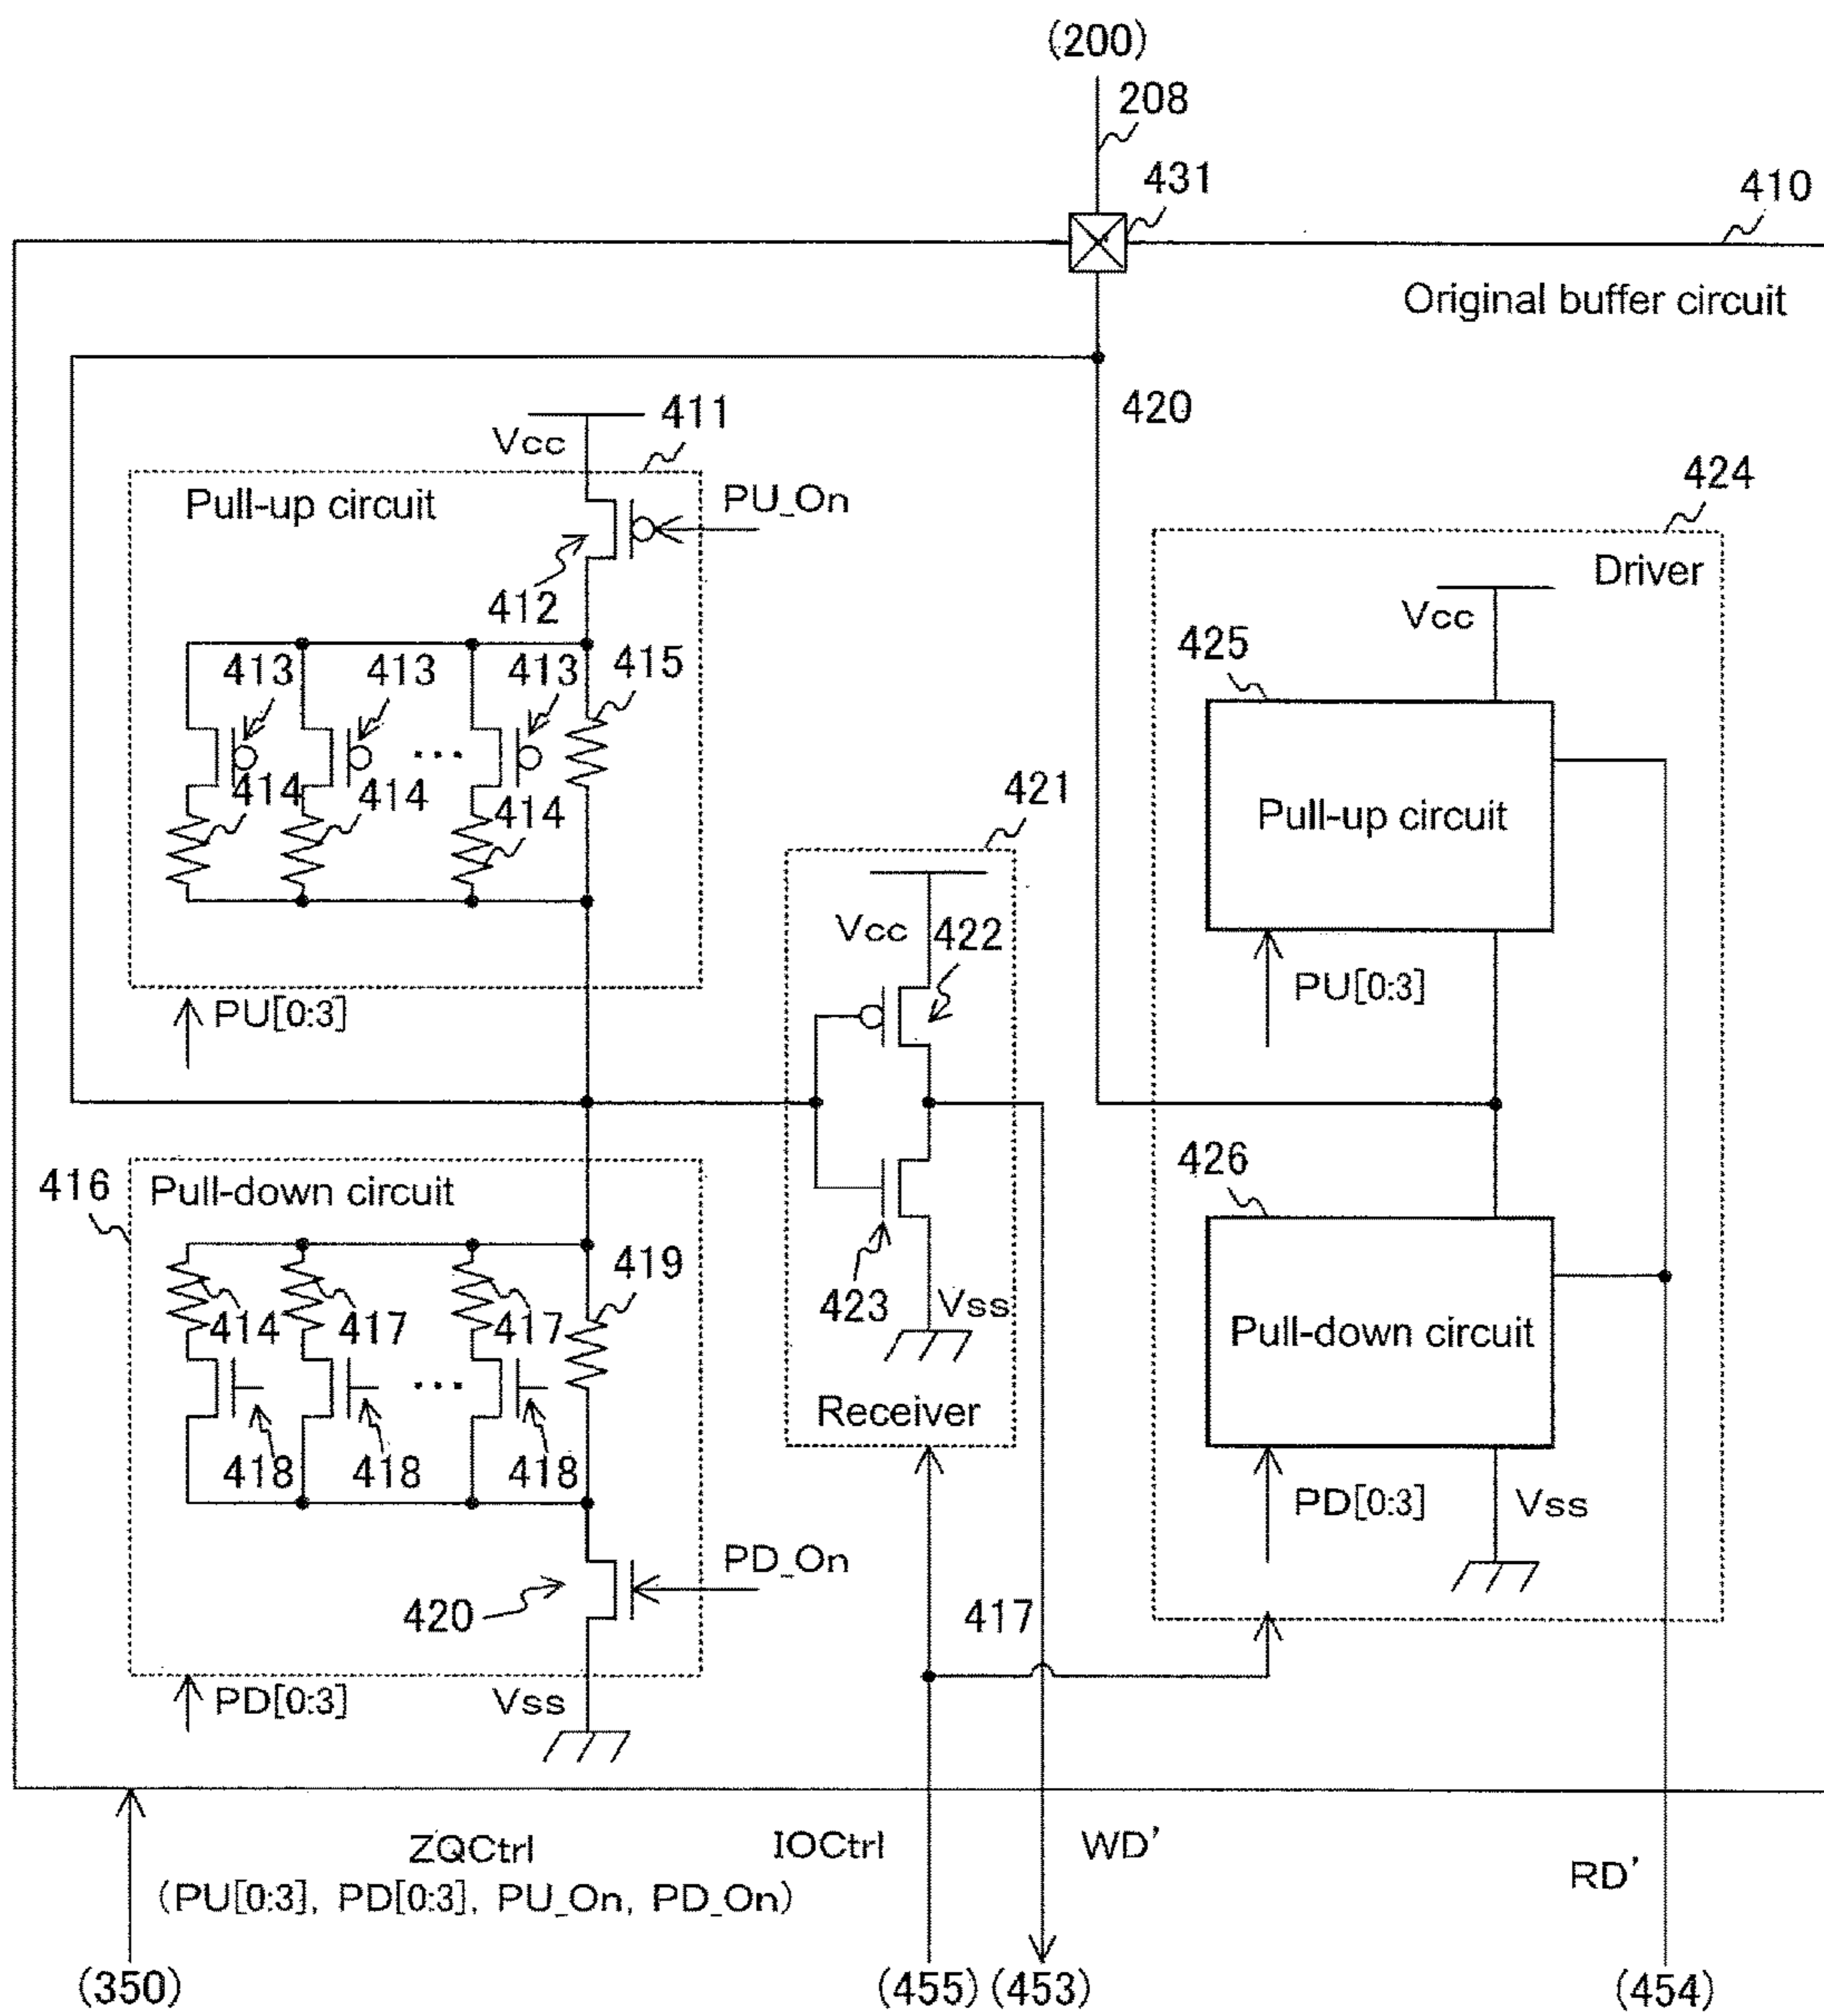 (200)
208
431
410
Original buffer circuit
420
411
Vcc
Pull-up circuit
PU_On
412
424
Driver
Vcc
425
413
413
413
415
414
414
414
Pull-up circuit
421
Vcc
422
PU[0:3]
PU[0:3]
416
Pull-down circuit
426
419
423
Vss
414
417
417
Pull-down circuit
Receiver
418
418
418
PD[0:3]
Vss
PD_On
420
417
PD[0:3]
Vss
ZQCtrl
(PU[0:3], PD[0:3], PU_On, PD_On)
IOCtrl
WD'
RD'
(350)
(455)
(453)
(454)